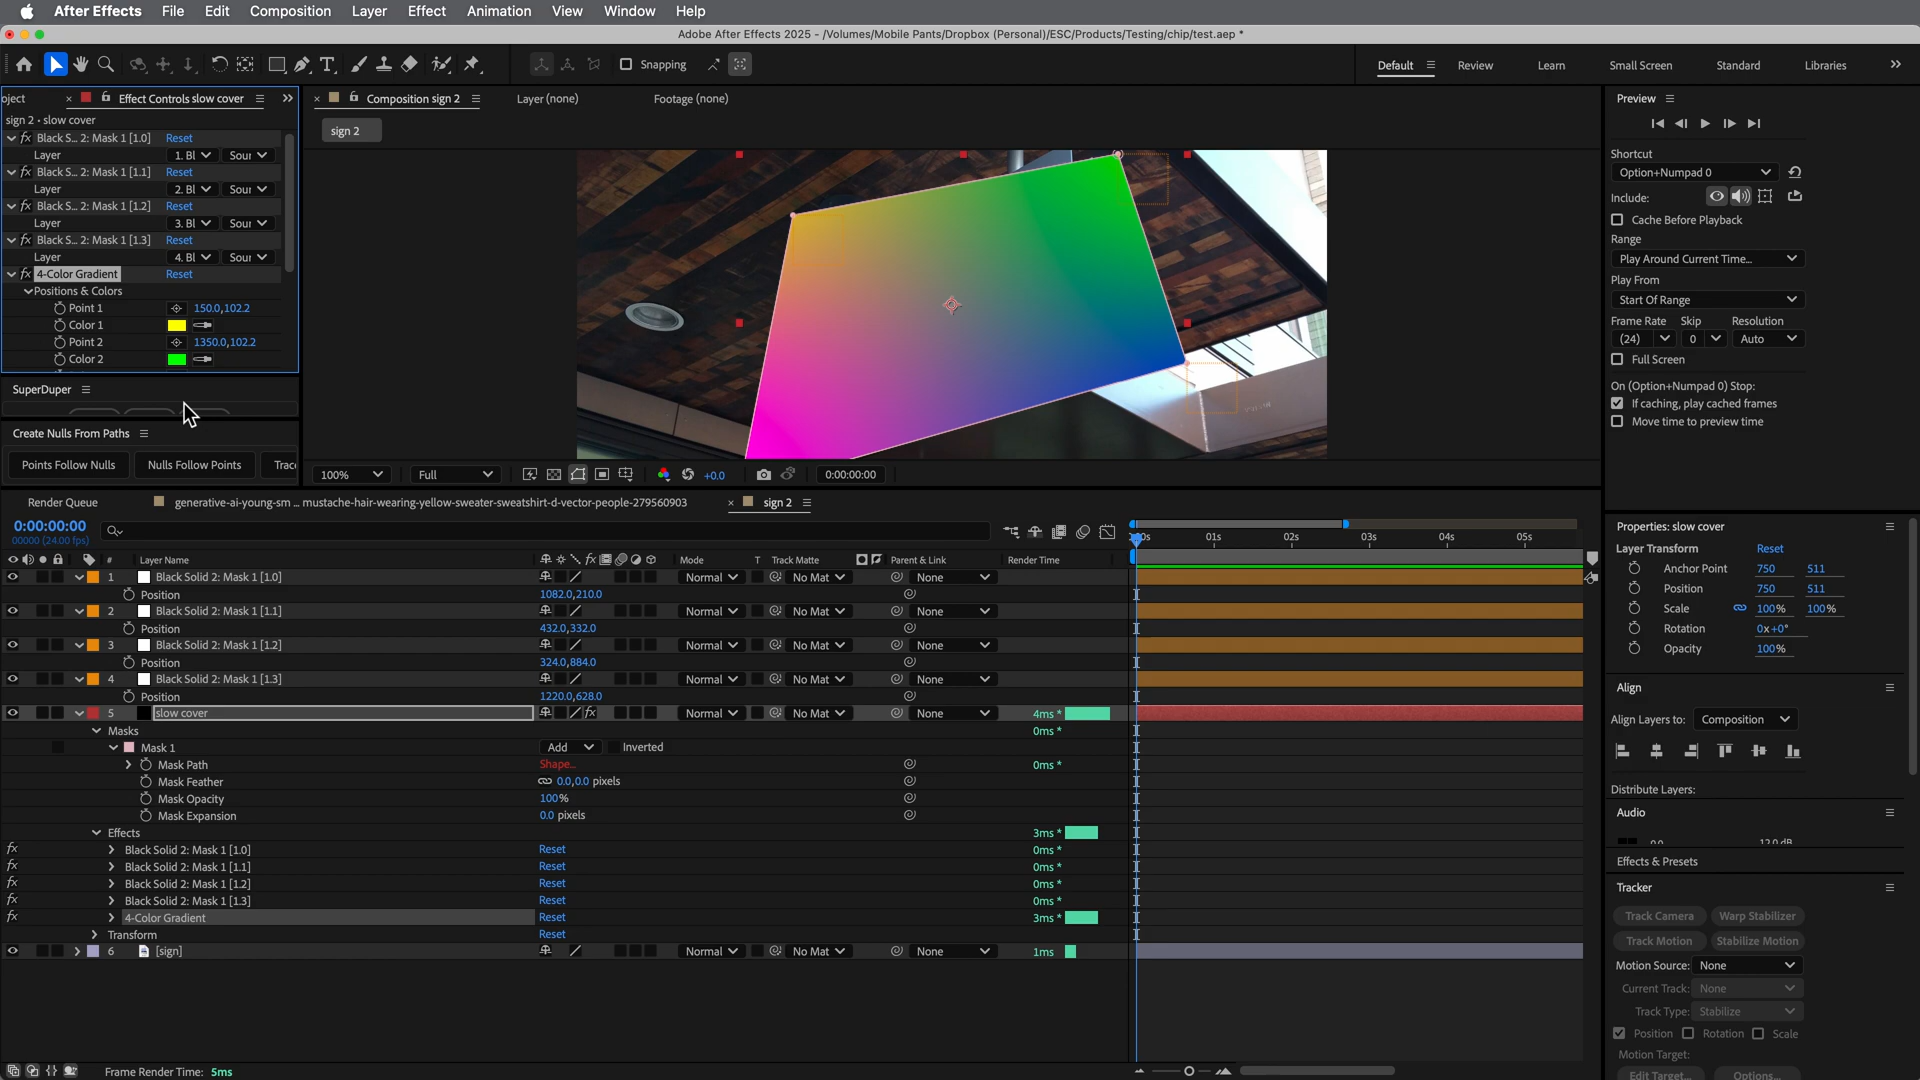 After Effects File Edit Composition Layer Effect Animation View Window Help
Adobe After Effects 2025 - /Volumes/Mobile Pants/Dropbox (Personal)/ESC/Products/Testing/chip/test.aep *
Snapping
Default Review Learn Small Screen Standard Libraries
oject × Effect Controls slow cover
sign 2 • slow cover
Black S... 2: Mask 1 [1.0] Reset
Layer 1. Bl Sour
Black S... 2: Mask 1 [1.1] Reset
Layer 2. Bl Sour
Black S... 2: Mask 1 [1.2] Reset
Layer 3. Bl Sour
Black S... 2: Mask 1 [1.3] Reset
Layer 4. Bl Sour
fx 4-Color Gradient Reset
Positions & Colors
Point 1 150.0,102.2
Color 1
Point 2 1350.0,102.2
Color 2
SuperDuper
Create Nulls From Paths
Points Follow Nulls Nulls Follow Points Trac
× Composition sign 2 Layer (none) Footage (none)
sign 2
100% Full +0.0 0:00:00:00
Preview
Shortcut
Option+Numpad 0
Include:
Cache Before Playback
Range
Play Around Current Time...
Play From
Start Of Range
Frame Rate Skip Resolution
(24) 0 Auto
Full Screen
On (Option+Numpad 0) Stop:
If caching, play cached frames
Move time to preview time
Render Queue generative-ai-young-sm ... mustache-hair-wearing-yellow-sweater-sweatshirt-d-vector-people-279560903 × sign 2
0:00:00:00
00000 (24.00 fps)
:00s 01s 02s 03s 04s 05s
# Layer Name fx Mode T Track Matte Parent & Link Render Time
1 Black Solid 2: Mask 1 [1.0] Normal No Mat None
Position 1082.0,210.0
2 Black Solid 2: Mask 1 [1.1] Normal No Mat None
Position 432.0,332.0
3 Black Solid 2: Mask 1 [1.2] Normal No Mat None
Position 324.0,884.0
4 Black Solid 2: Mask 1 [1.3] Normal No Mat None
Position 1220.0,628.0
5 slow cover fx Normal No Mat None 4ms *
Masks 0ms *
Mask 1 Add Inverted
Mask Path Shape... 0ms *
Mask Feather 0.0,0.0 pixels
Mask Opacity 100%
Mask Expansion 0.0 pixels
Effects 3ms *
fx Black Solid 2: Mask 1 [1.0] Reset 0ms *
fx Black Solid 2: Mask 1 [1.1] Reset 0ms *
fx Black Solid 2: Mask 1 [1.2] Reset 0ms *
fx Black Solid 2: Mask 1 [1.3] Reset 0ms *
fx 4-Color Gradient Reset 3ms *
Transform Reset
6 [sign] Normal No Mat None 1ms
Frame Render Time: 5ms
Properties: slow cover
Layer Transform Reset
Anchor Point 750 511
Position 750 511
Scale 100% 100%
Rotation 0x+0°
Opacity 100%
Align
Align Layers to: Composition
Distribute Layers:
Audio
0.0 12.0 dB
Effects & Presets
Tracker
Track Camera Warp Stabilizer
Track Motion Stabilize Motion
Motion Source: None
Current Track: None
Track Type: Stabilize
Position Rotation Scale
Motion Target:
Edit Target... Options...